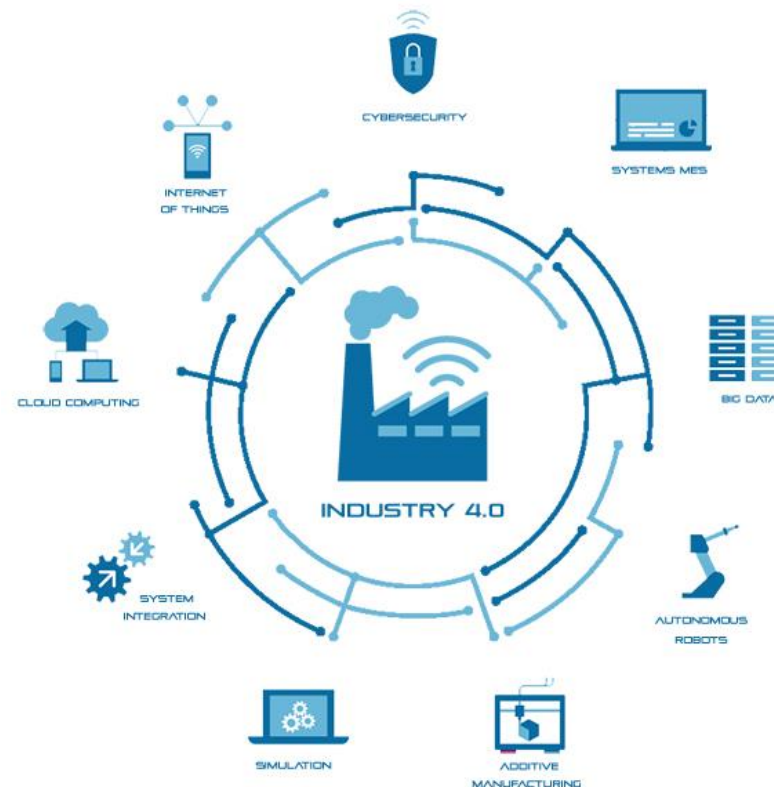 CYBERSECURITY
SYSTEMS MES
INTERNET
OF THINGS
BIG DATA
CLOUD COMPUTING
INDUSTRY 4.0
SYSTEM
INTEGRATION
AUTONOMOUS
ROBOTS
SIMULATION
ADDITIVE
MANUFACTURING